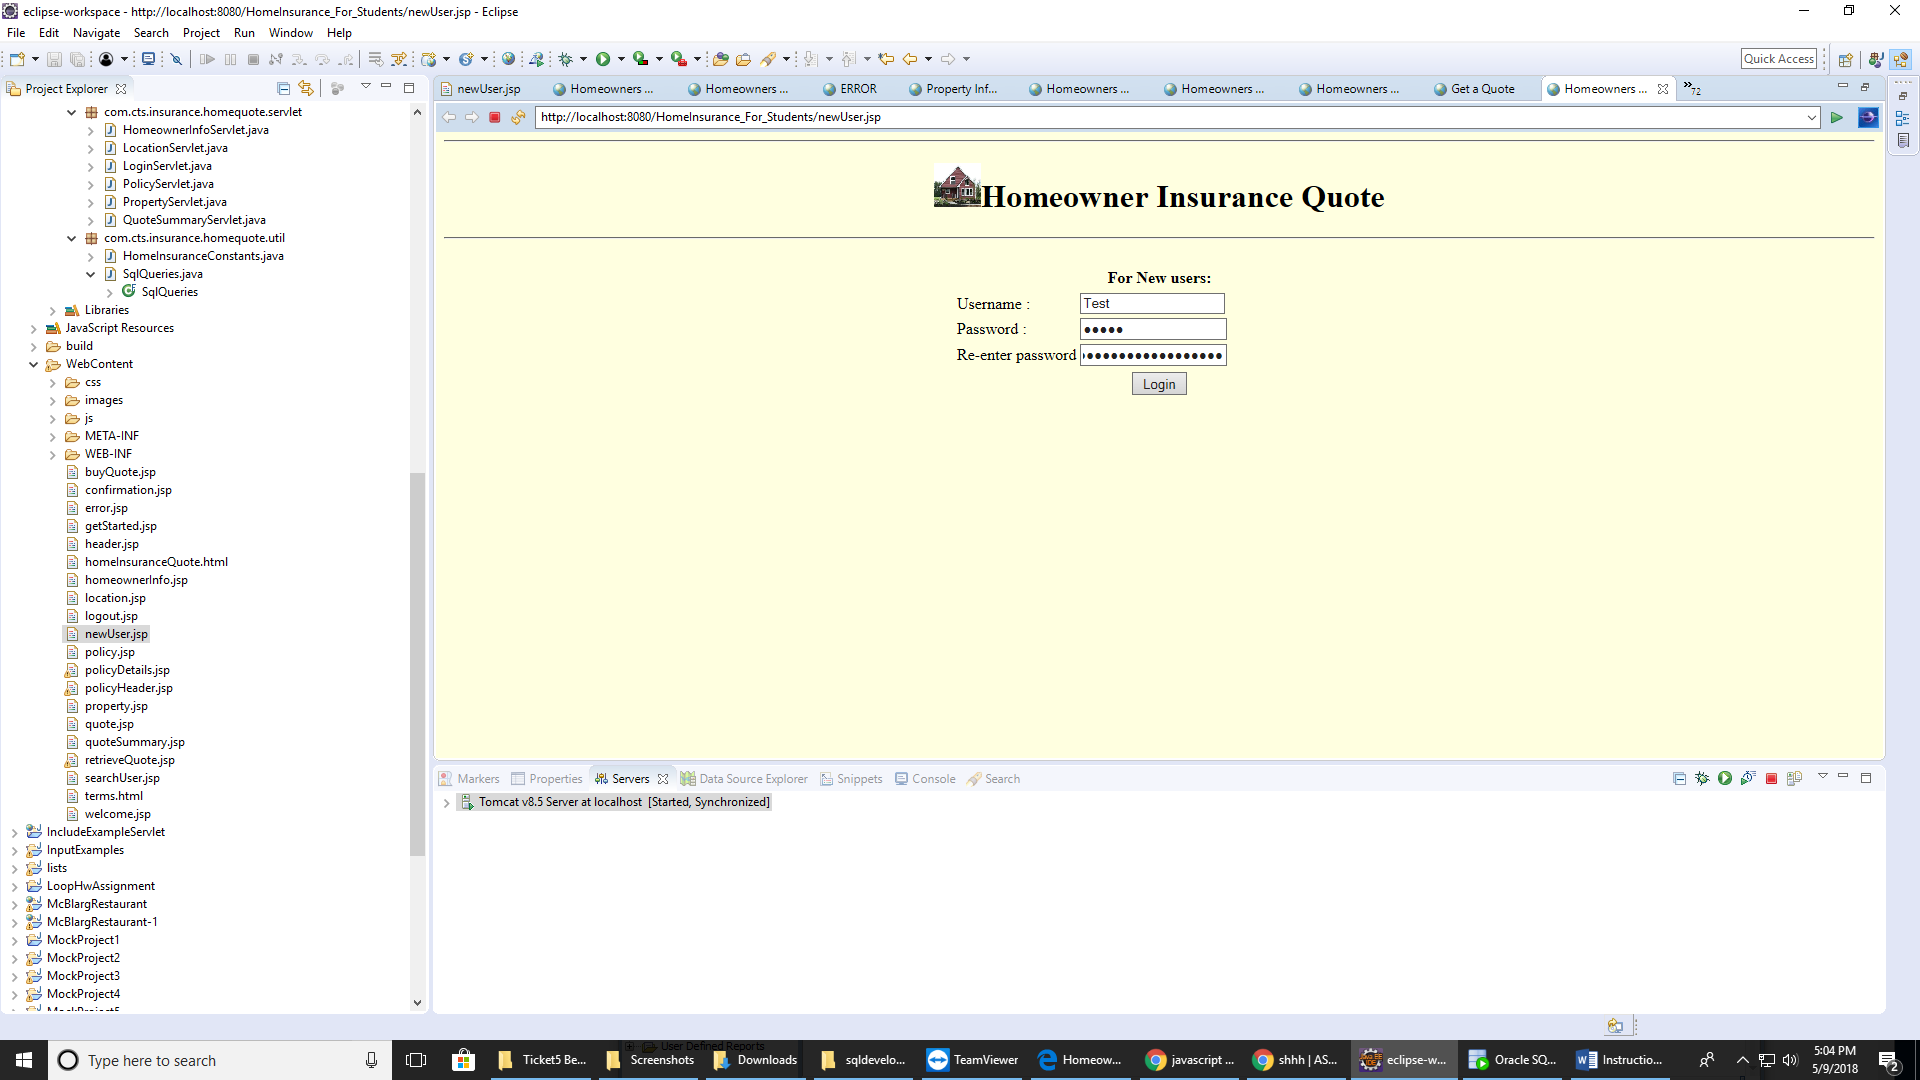 eclipse-workspace - http://localhost:8080/HomeInsurance_For_Students/newUser.jsp - Eclipse
File Edit Navigate Search Project Run Window Help
Quick Access
Project Explorer
newUser.jsp Homeowners ... Homeowners ... ERROR Property Inf... Homeowners ... Homeowners ... Homeowners ... Get a Quote Homeowners ... »72
http://localhost:8080/HomeInsurance_For_Students/newUser.jsp
com.cts.insurance.homequote.servlet
HomeownerInfoServlet.java
LocationServlet.java
LoginServlet.java
PolicyServlet.java
PropertyServlet.java
QuoteSummaryServlet.java
com.cts.insurance.homequote.util
HomeInsuranceConstants.java
SqlQueries.java
SqlQueries
Libraries
JavaScript Resources
build
WebContent
css
images
js
META-INF
WEB-INF
buyQuote.jsp
confirmation.jsp
error.jsp
getStarted.jsp
header.jsp
homeInsuranceQuote.html
homeownerInfo.jsp
location.jsp
logout.jsp
newUser.jsp
policy.jsp
policyDetails.jsp
policyHeader.jsp
property.jsp
quote.jsp
quoteSummary.jsp
retrieveQuote.jsp
searchUser.jsp
terms.html
welcome.jsp
IncludeExampleServlet
InputExamples
lists
LoopHwAssignment
McBlargRestaurant
McBlargRestaurant-1
MockProject1
MockProject2
MockProject3
MockProject4
MockProject5
Homeowner Insurance Quote
For New users:
Username : Test
Password : •••••
Re-enter password
Login
Markers Properties Servers Data Source Explorer Snippets Console Search
Tomcat v8.5 Server at localhost [Started, Synchronized]
User Defined Reports
Type here to search
Ticket5 Be... Screenshots Downloads sqldevelo... TeamViewer Homeow... javascript ... shhh | AS... eclipse-w... Oracle SQ... Instructio...
5:04 PM
5/9/2018
2